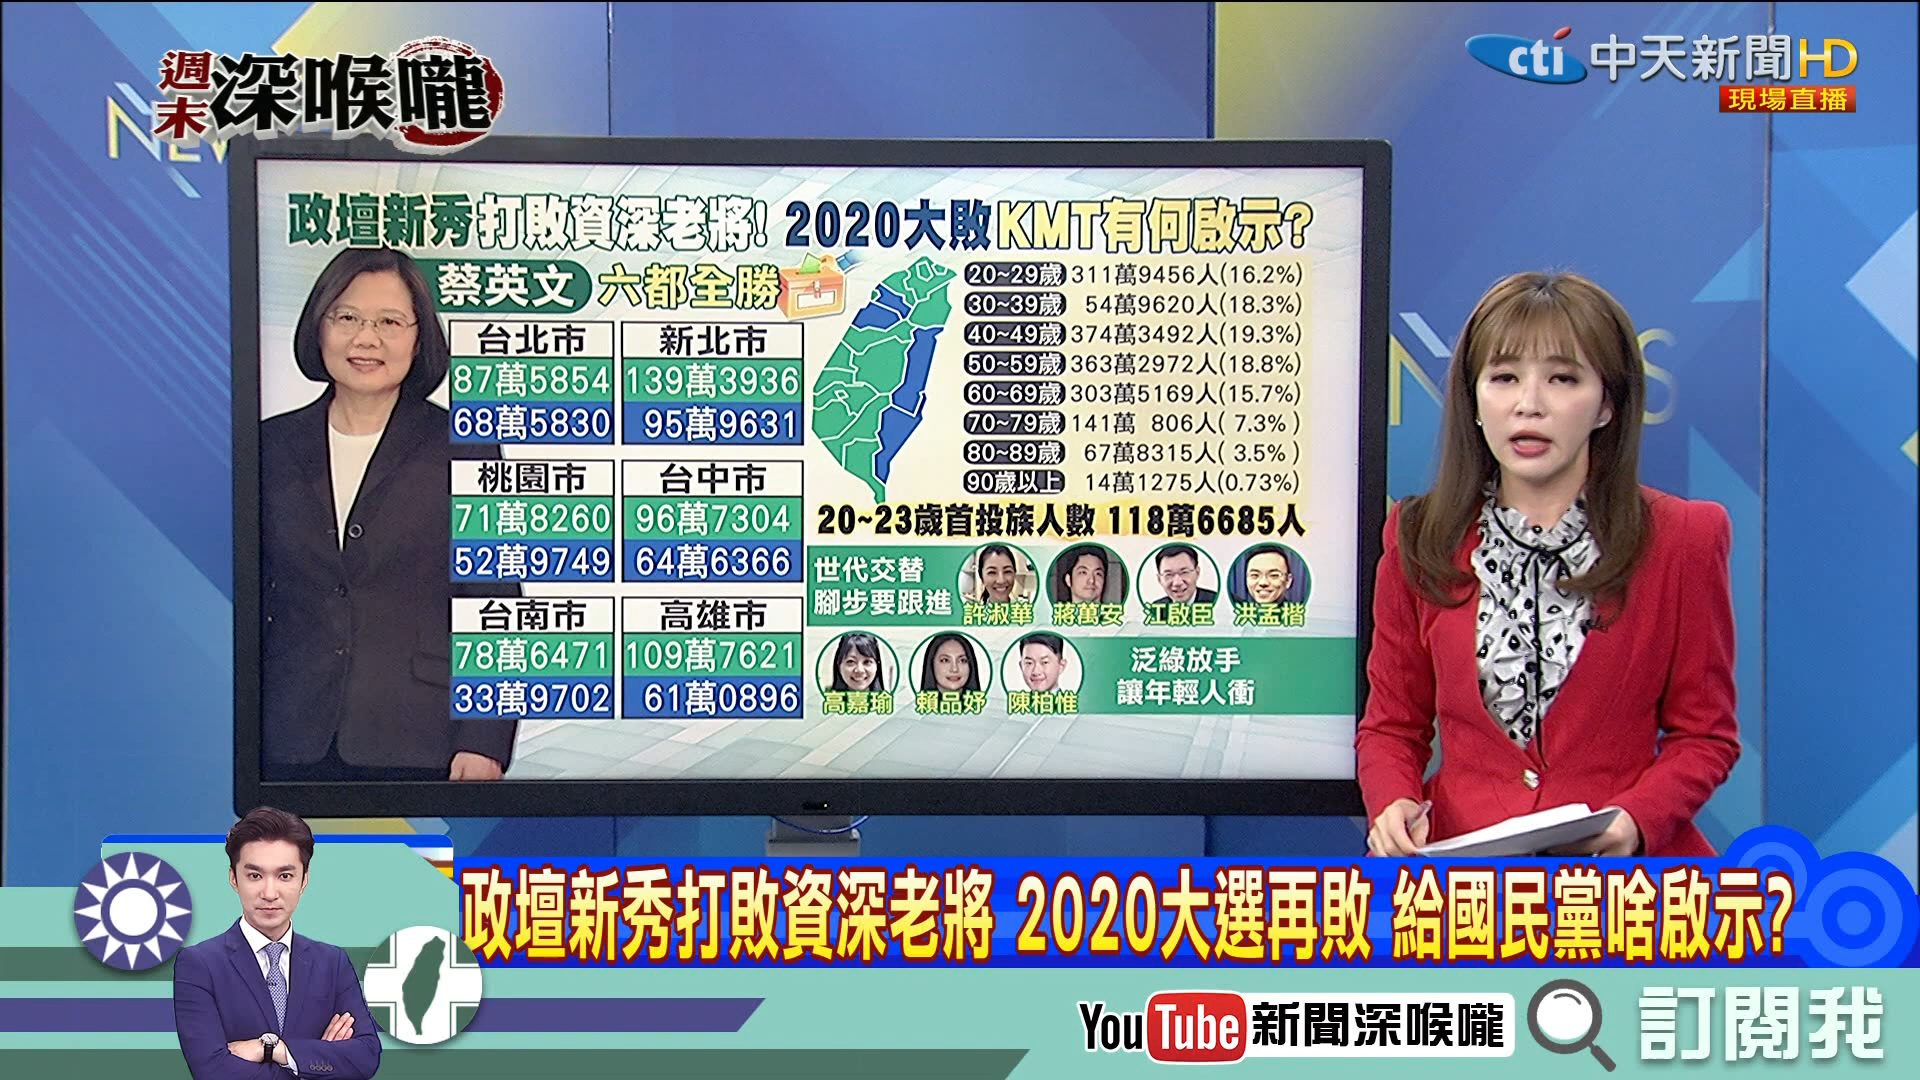 週末深喉嚨
cti中天新聞HD
現場直播
政壇新秀打敗資深老將! 2020大敗KMT有何啟示?
蔡英文 六都全勝
台北市
87萬5854
68萬5830
新北市
139萬3936
95萬9631
桃園市
71萬8260
52萬9749
台中市
96萬7304
64萬6366
台南市
78萬6471
33萬9702
高雄市
109萬7621
61萬0896
20~29歲 311萬9456人(16.2%)
30~39歲 54萬9620人(18.3%)
40~49歲 374萬3492人(19.3%)
50~59歲 363萬2972人(18.8%)
60~69歲 303萬5169人(15.7%)
70~79歲 141萬 806人( 7.3% )
80~89歲 67萬8315人( 3.5% )
90歲以上 14萬1275人(0.73%)
20~23歲首投族人數 118萬6685人
世代交替
腳步要跟進
許淑華 蔣萬安 江啟臣 洪孟楷
高嘉瑜 賴品妤 陳柏惟
泛綠放手
讓年輕人衝
政壇新秀打敗資深老將 2020大選再敗 給國民黨啥啟示?
YouTube新聞深喉嚨
訂閱我